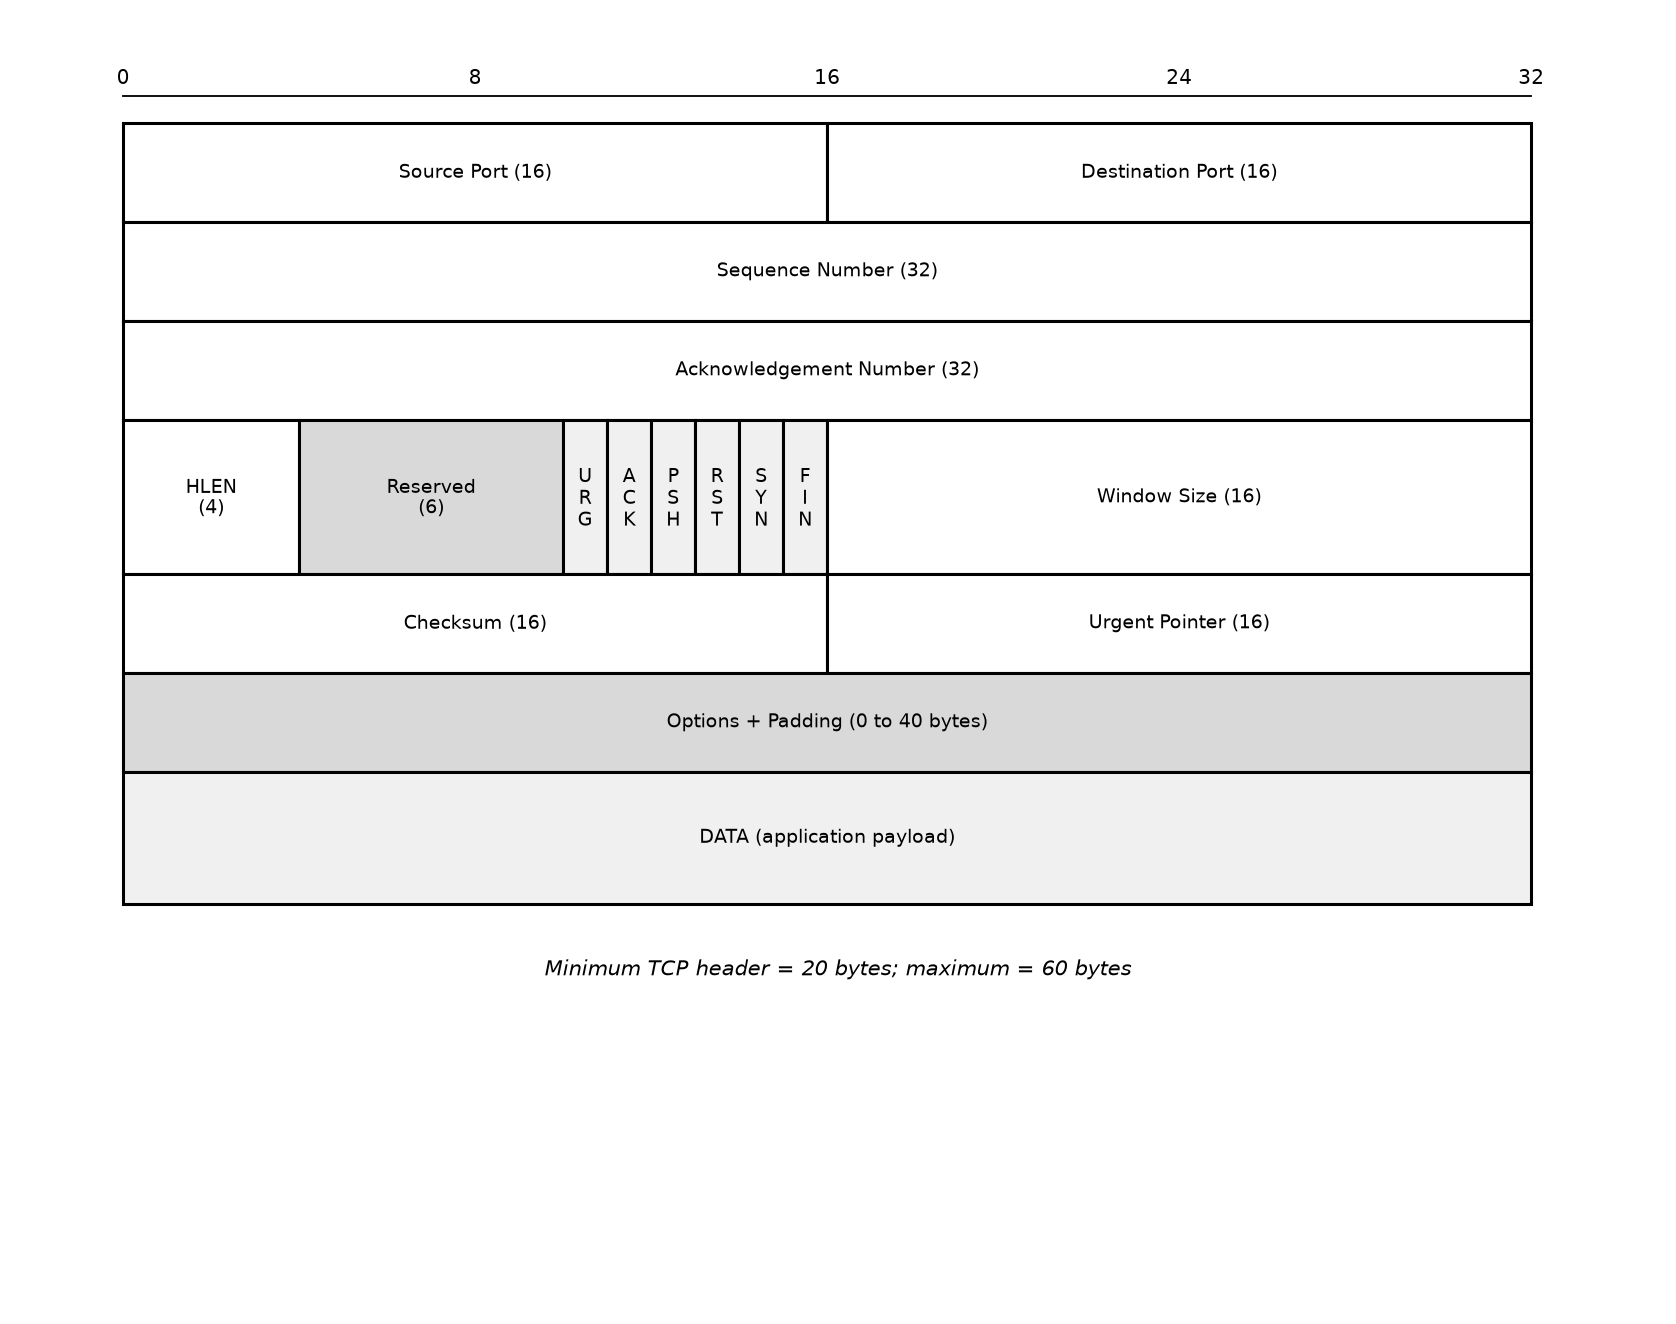 0 8 16 24 32
Source Port (16) Destination Port (16)
Sequence Number (32)
Acknowledgement Number (32)
HLEN
(4)
Reserved
(6)
U
R
G
A
C
K
P
S
H
R
S
T
S
Y
N
F
I
N
Window Size (16)
Checksum (16) Urgent Pointer (16)
Options + Padding (0 to 40 bytes)
DATA (application payload)
Minimum TCP header = 20 bytes; maximum = 60 bytes